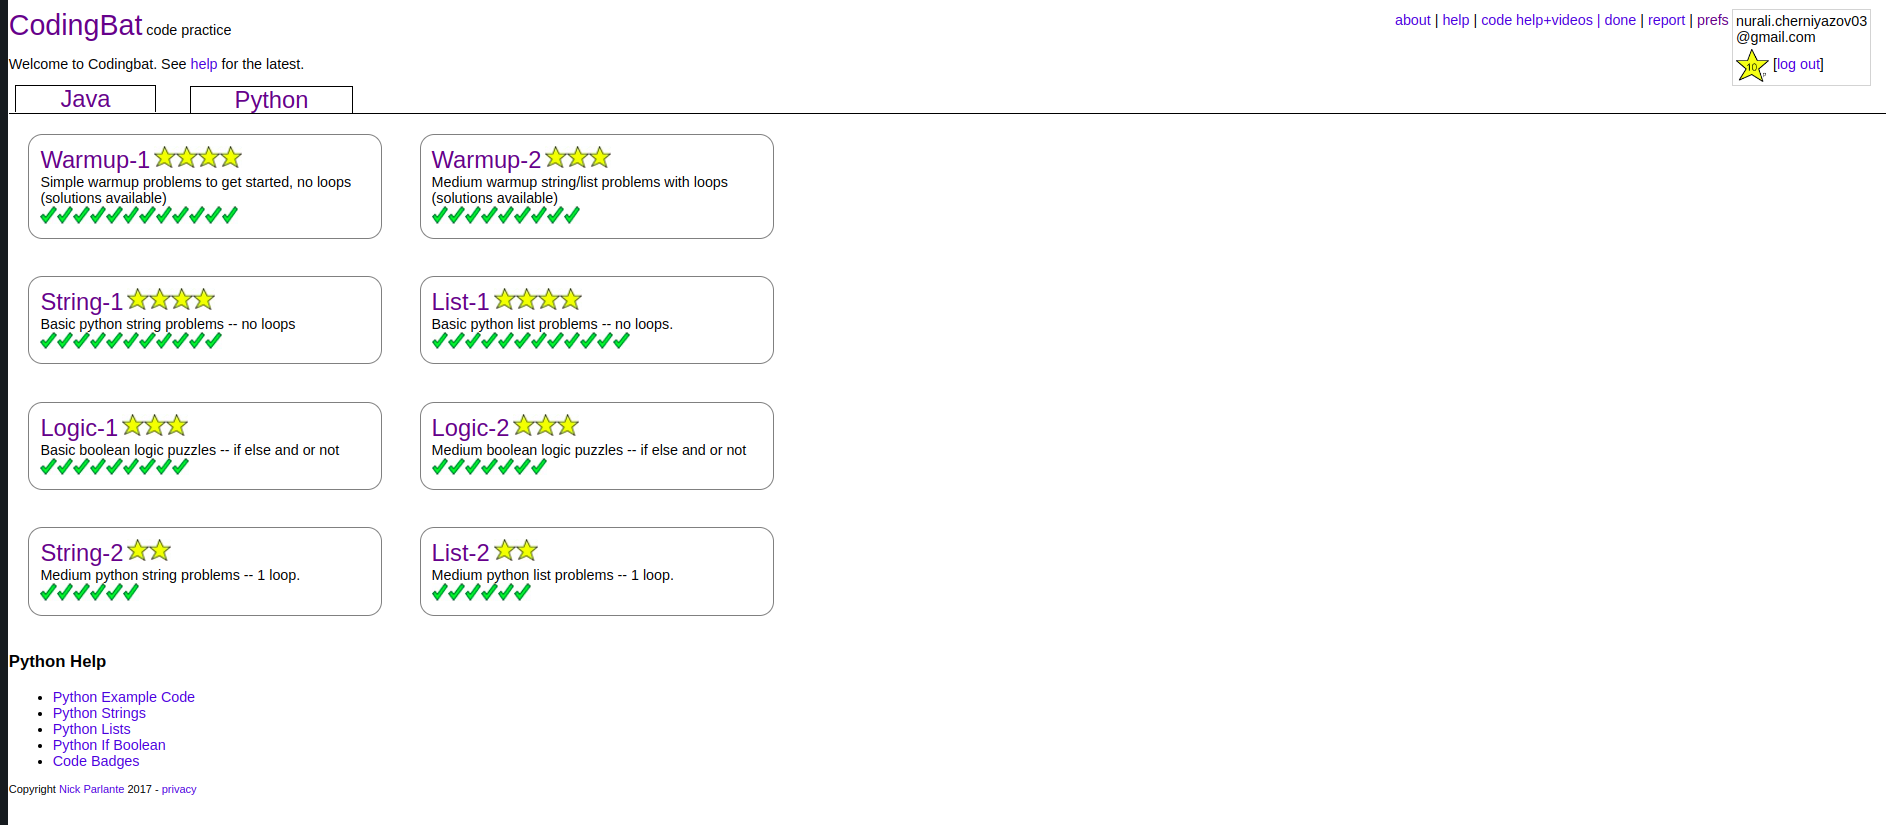 CodingBat code practice
about | help | code help+videos | done | report | prefs
nurali.cherniyazov03
@gmail.com
10 [log out]
Welcome to Codingbat. See help for the latest.
Java Python
Warmup-1
Simple warmup problems to get started, no loops
(solutions available)
Warmup-2
Medium warmup string/list problems with loops
(solutions available)
String-1
Basic python string problems -- no loops
List-1
Basic python list problems -- no loops.
Logic-1
Basic boolean logic puzzles -- if else and or not
Logic-2
Medium boolean logic puzzles -- if else and or not
String-2
Medium python string problems -- 1 loop.
List-2
Medium python list problems -- 1 loop.
Python Help
Python Example Code
Python Strings
Python Lists
Python If Boolean
Code Badges
Copyright Nick Parlante 2017 - privacy